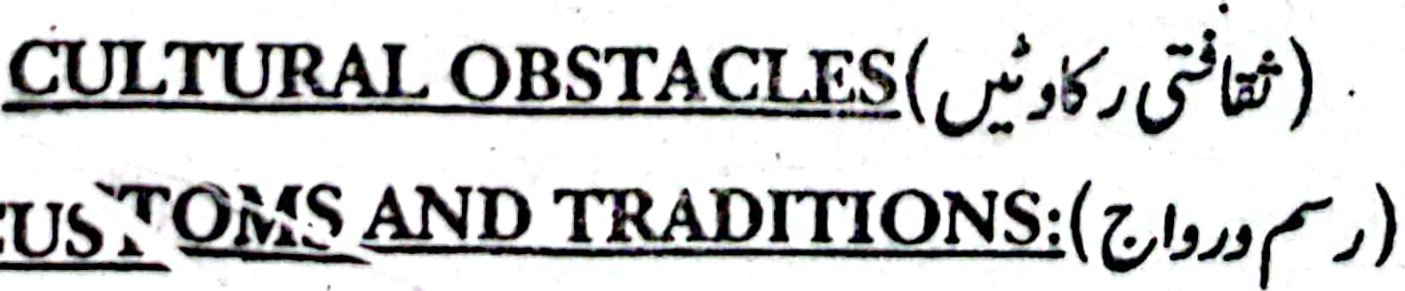 CULTURAL OBSTACLES(ثقافتی رکاوٹیں)
CUSTOMS AND TRADITIONS:(رسم ورواج)